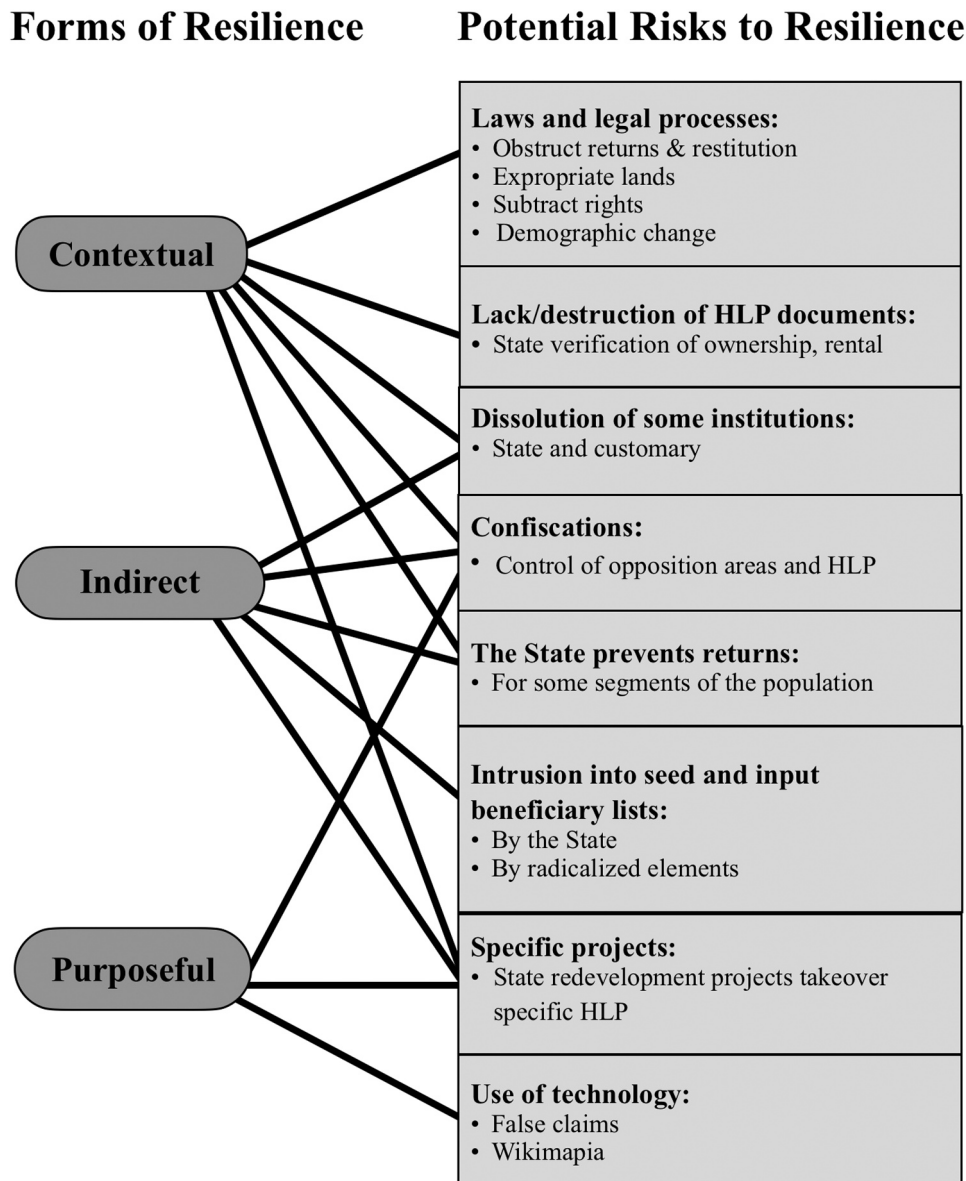 Forms of Resilience
Potential Risks to Resilience
Contextual
Indirect
Purposeful
Laws and legal processes:
• Obstruct returns & restitution
• Expropriate lands
• Subtract rights
• Demographic change
Lack/destruction of HLP documents:
• State verification of ownership, rental
Dissolution of some institutions:
• State and customary
Confiscations:
• Control of opposition areas and HLP
The State prevents returns:
• For some segments of the population
Intrusion into seed and input
beneficiary lists:
• By the State
• By radicalized elements
Specific projects:
• State redevelopment projects takeover
specific HLP
Use of technology:
• False claims
• Wikimapia